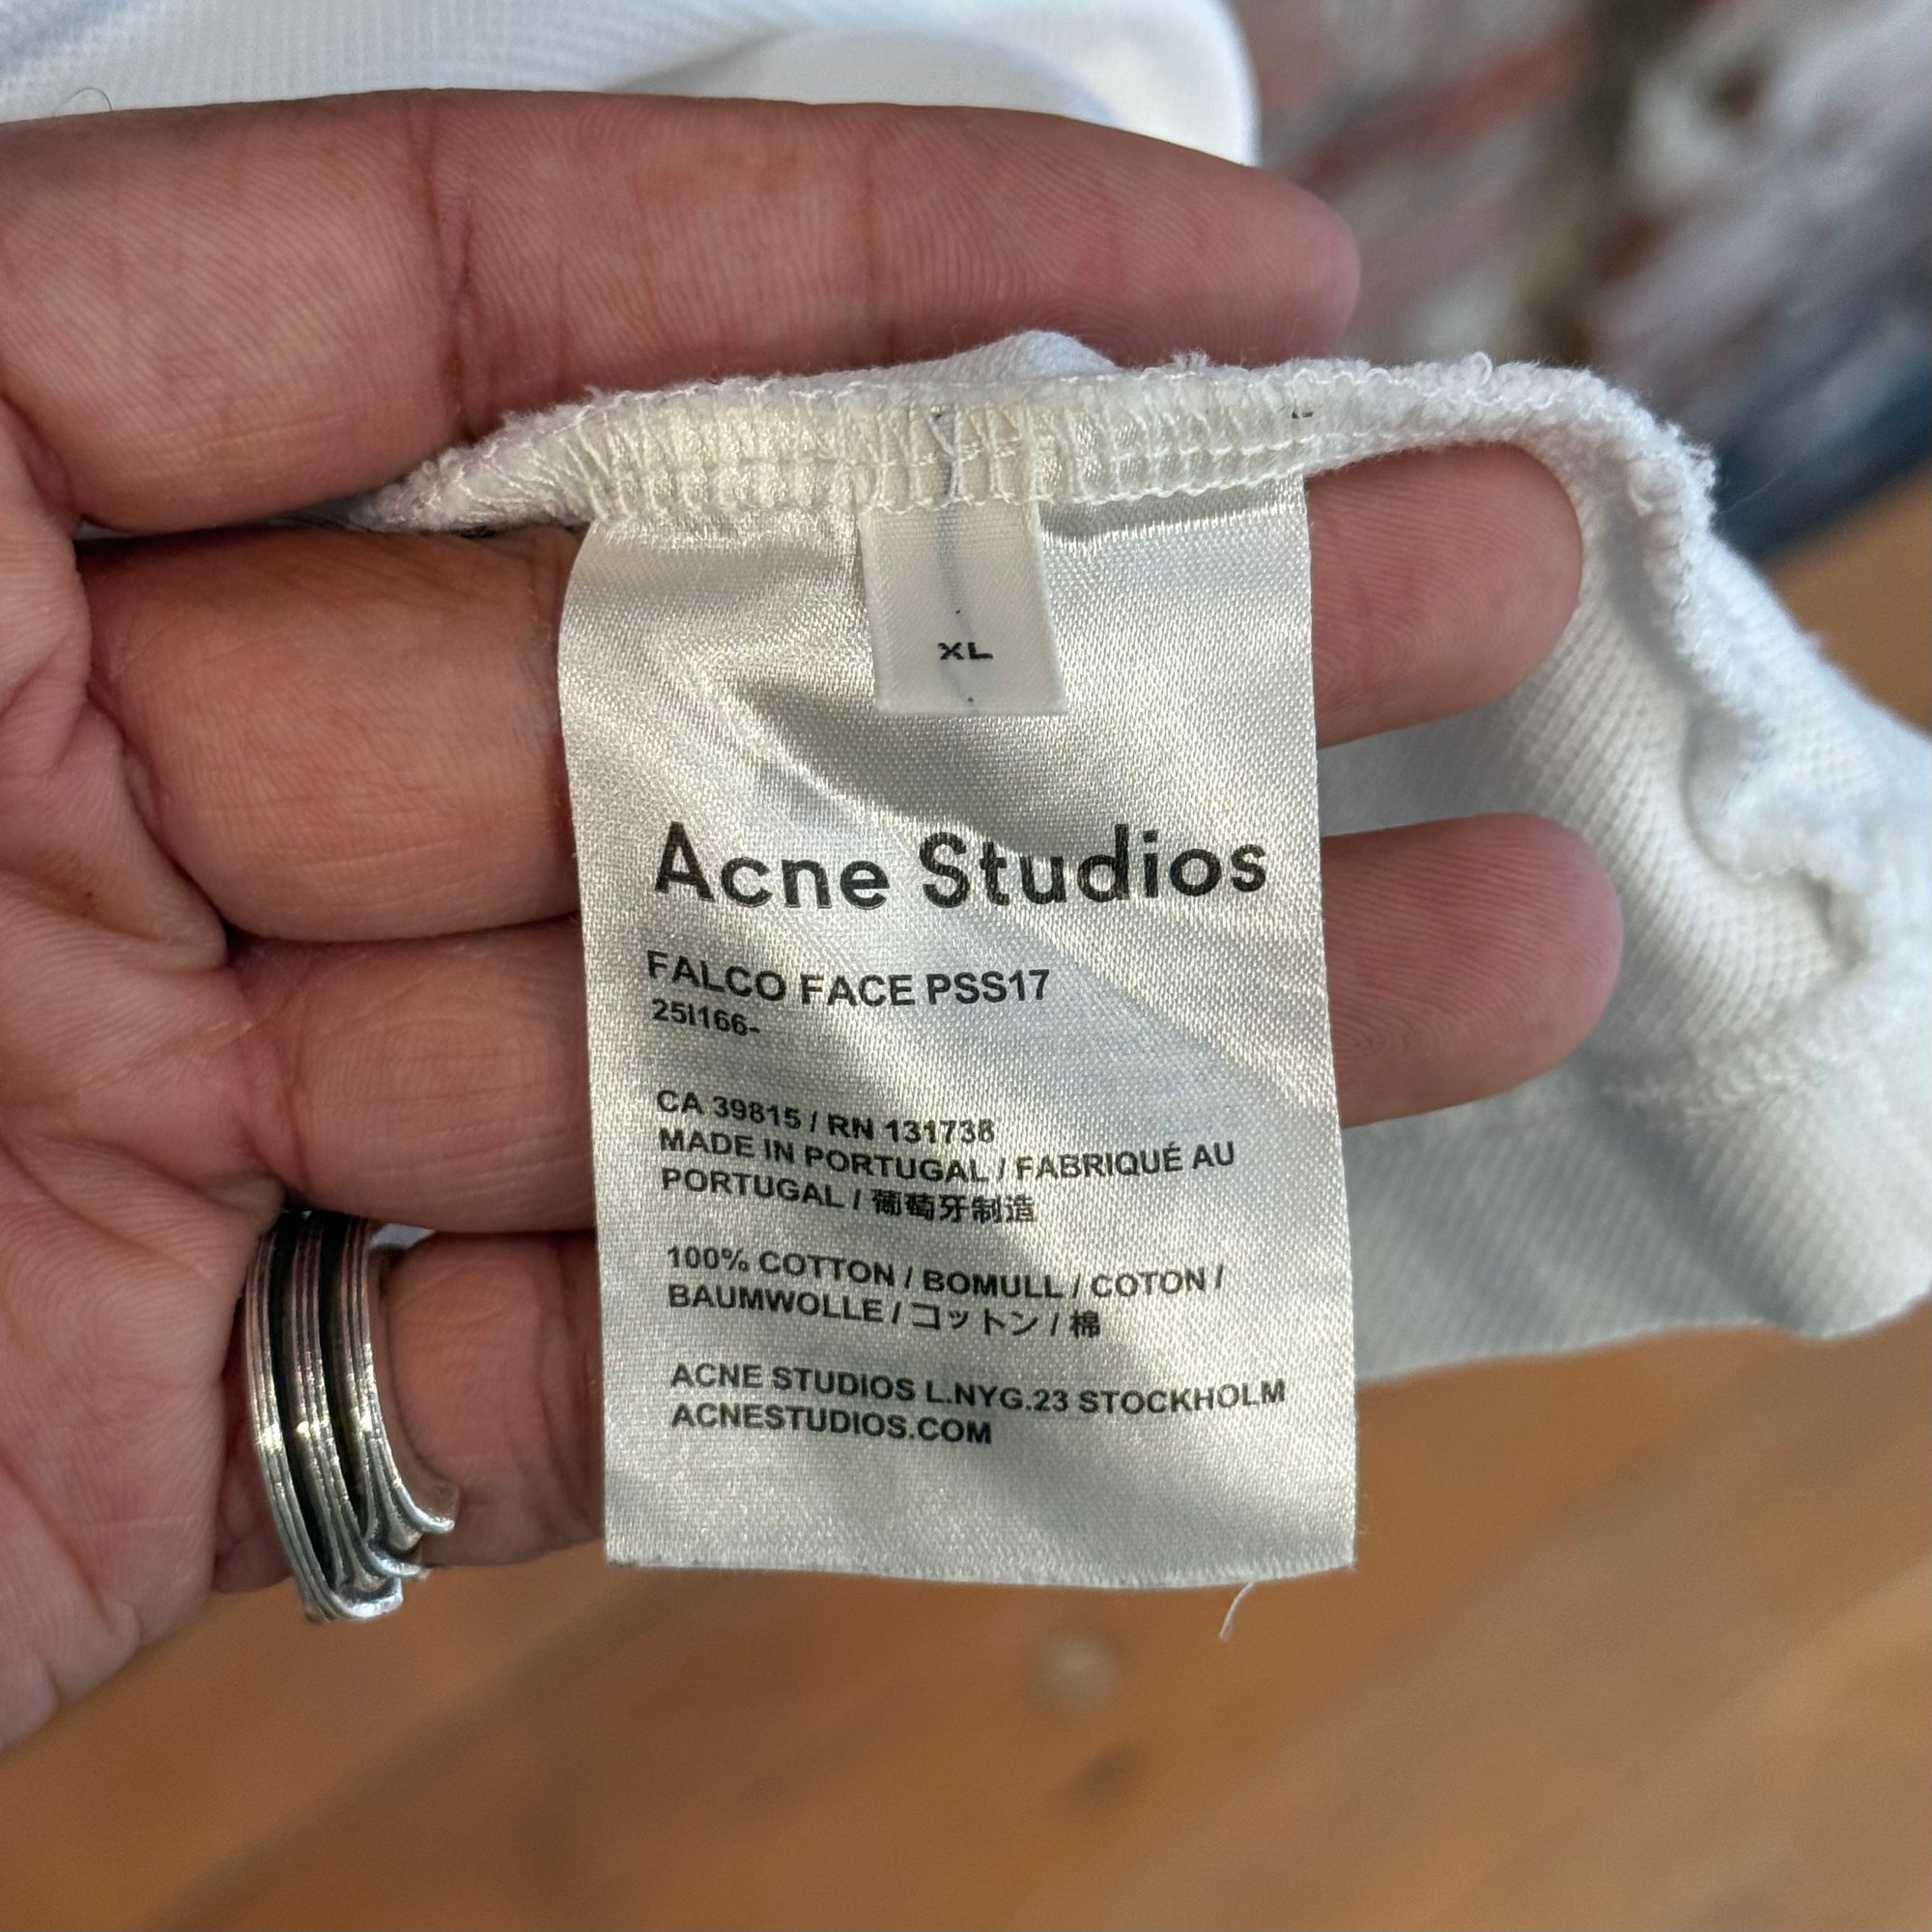 XL
Acne Studios
FALCO FACE PSS17
25I166-
CA 39815 / RN 131738
MADE IN PORTUGAL / FABRIQUÉ AU
PORTUGAL / 葡萄牙制造
100% COTTON / BOMULL / COTON /
BAUMWOLLE / コットン / 棉
ACNE STUDIOS L.NYG.23 STOCKHOLM
ACNESTUDIOS.COM